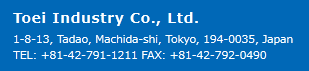 Toei Industry Co., Ltd.
1-8-13, Tadao, Machida-shi, Tokyo, 194-0035, Japan
TEL: +81-42-791-1211 FAX: +81-42-792-0490